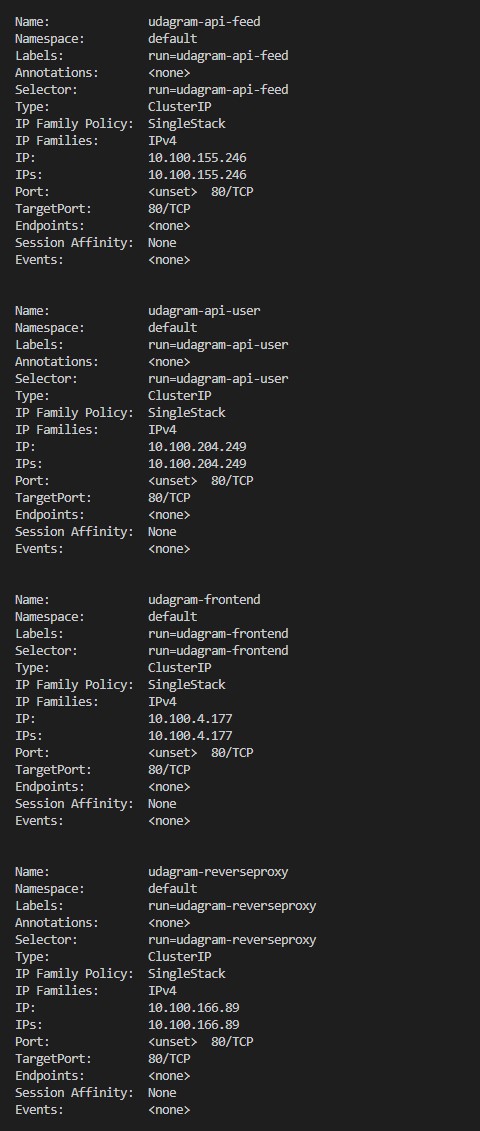 Name: udagram-api-feed
Namespace: default
Labels: run=udagram-api-feed
Annotations: <none>
Selector: run=udagram-api-feed
Type: ClusterIP
IP Family Policy: SingleStack
IP Families: IPv4
IP: 10.100.155.246
IPs: 10.100.155.246
Port: <unset> 80/TCP
TargetPort: 80/TCP
Endpoints: <none>
Session Affinity: None
Events: <none>

Name: udagram-api-user
Namespace: default
Labels: run=udagram-api-user
Annotations: <none>
Selector: run=udagram-api-user
Type: ClusterIP
IP Family Policy: SingleStack
IP Families: IPv4
IP: 10.100.204.249
IPs: 10.100.204.249
Port: <unset> 80/TCP
TargetPort: 80/TCP
Endpoints: <none>
Session Affinity: None
Events: <none>

Name: udagram-frontend
Namespace: default
Labels: run=udagram-frontend
Selector: run=udagram-frontend
Type: ClusterIP
IP Family Policy: SingleStack
IP Families: IPv4
IP: 10.100.4.177
IPs: 10.100.4.177
Port: <unset> 80/TCP
TargetPort: 80/TCP
Endpoints: <none>
Session Affinity: None
Events: <none>

Name: udagram-reverseproxy
Namespace: default
Labels: run=udagram-reverseproxy
Annotations: <none>
Selector: run=udagram-reverseproxy
Type: ClusterIP
IP Family Policy: SingleStack
IP Families: IPv4
IP: 10.100.166.89
IPs: 10.100.166.89
Port: <unset> 80/TCP
TargetPort: 80/TCP
Endpoints: <none>
Session Affinity: None
Events: <none>